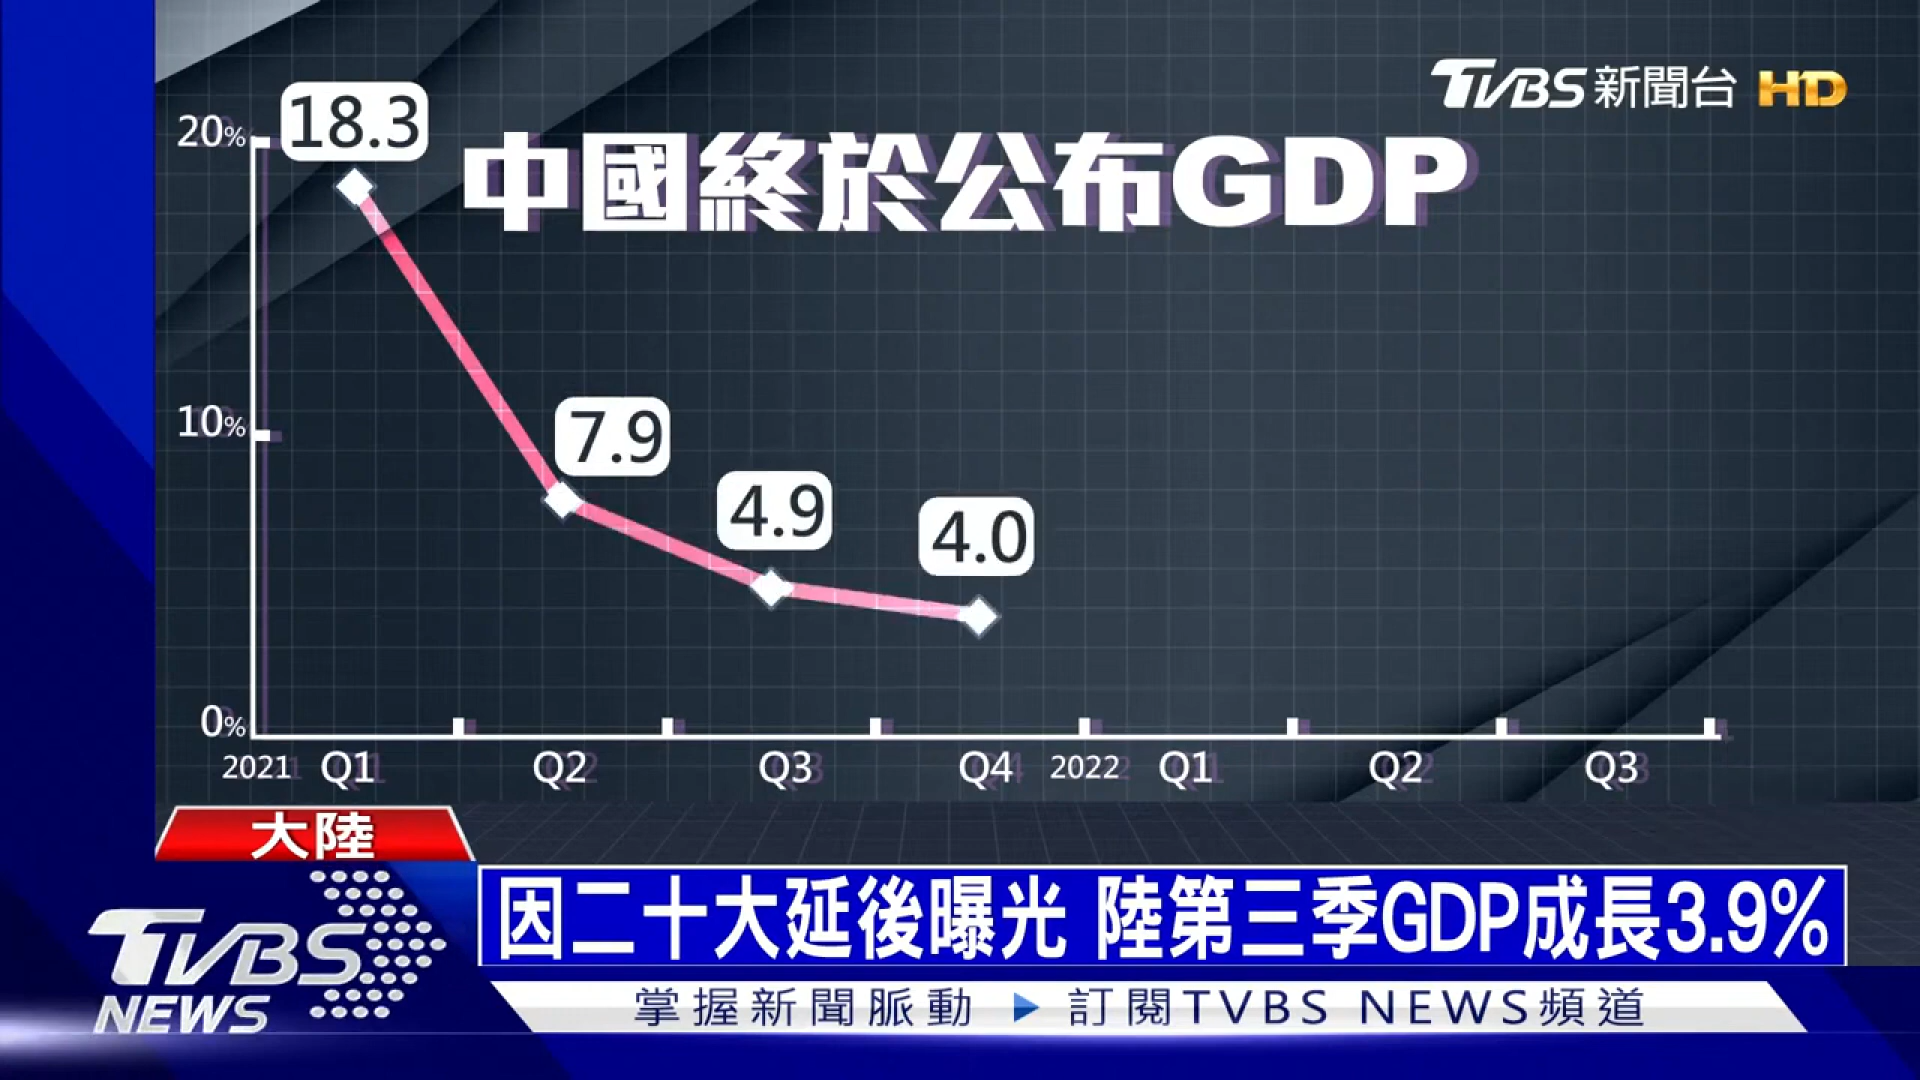 TVBS新聞台 HD
中國終於公布GDP
20%
18.3
10%
7.9
4.9
4.0
0%
2021 Q1 Q2 Q3 Q4 2022 Q1 Q2 Q3
大陸
因二十大延後曝光 陸第三季GDP成長3.9%
TVBS
NEWS
掌握新聞脈動 ▶ 訂閱TVBS NEWS頻道